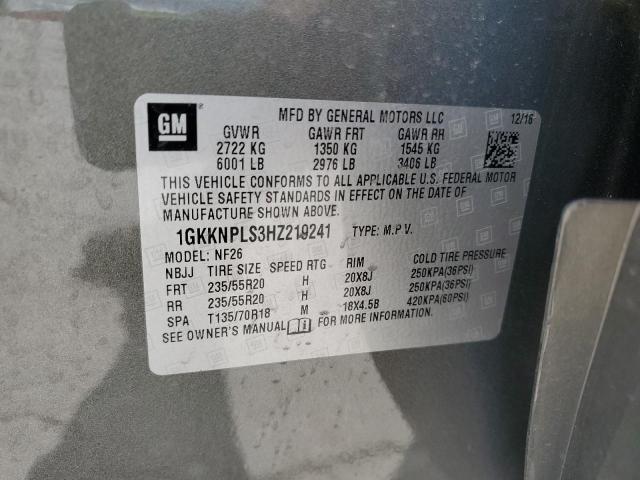 GM
MFD BY GENERAL MOTORS LLC 12/16
GVWR GAWR FRT GAWR RR
2722 KG 1350 KG 1545 KG
6001 LB 2976 LB 3406 LB
THIS VEHICLE CONFORMS TO ALL APPLICABLE U.S. FEDERAL MOTOR
VEHICLE SAFETY STANDARDS IN EFFECT ON THE DATE OF
MANUFACTURE SHOWN ABOVE.
1GKKNPLS3HZ219241 TYPE: M.P.V.
MODEL: NF26
NBJJ TIRE SIZE SPEED RTG RIM COLD TIRE PRESSURE
FRT 235/55R20 H 20X8J 250KPA(36PSI)
RR 235/55R20 H 20X8J 250KPA(36PSI)
SPA T135/70R18 M 18X4.5B 420KPA(60PSI)
SEE OWNER'S MANUAL FOR MORE INFORMATION.